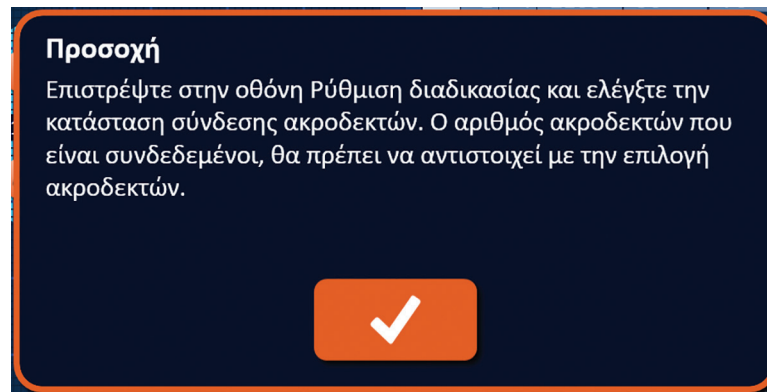 Προσοχή
Επιστρέψτε στην οθόνη Ρύθμιση διαδικασίας και ελέγξτε την
κατάσταση σύνδεσης ακροδεκτών. Ο αριθμός ακροδεκτών που
είναι συνδεδεμένοι, θα πρέπει να αντιστοιχεί με την επιλογή
ακροδεκτών.